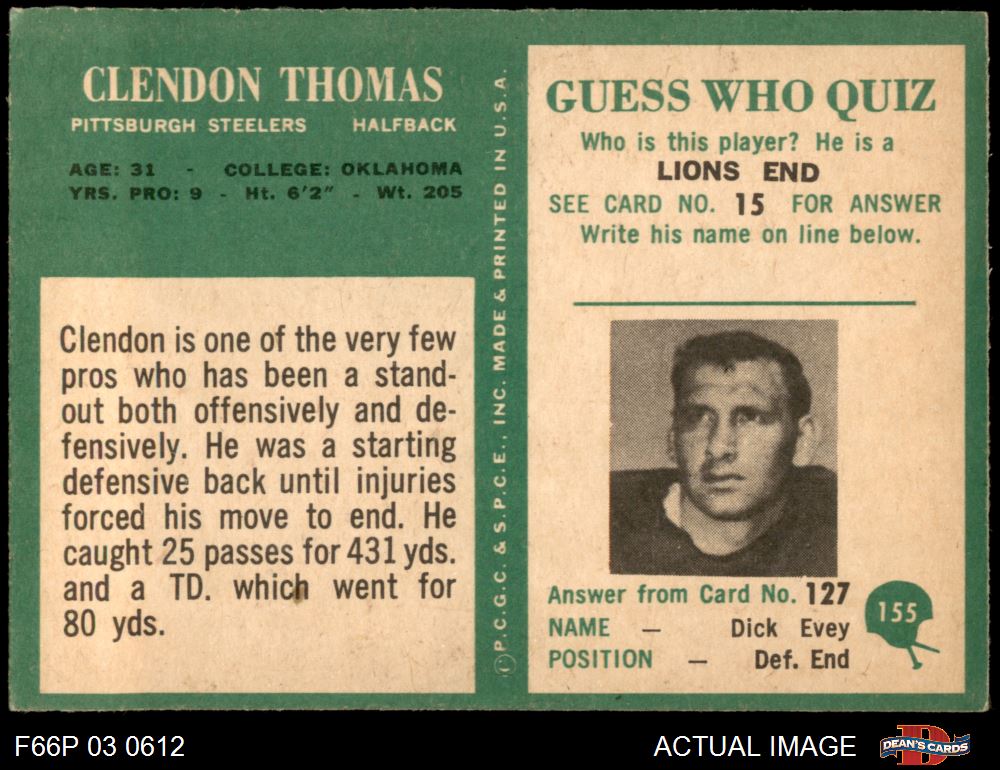 CLENDON THOMAS
PITTSBURGH STEELERS HALFBACK
AGE: 31 - COLLEGE: OKLAHOMA
YRS. PRO: 9 - Ht. 6'2" - Wt. 205
Clendon is one of the very few
pros who has been a stand-
out both offensively and de-
fensively. He was a starting
defensive back until injuries
forced his move to end. He
caught 25 passes for 431 yds.
and a TD. which went for
80 yds.
©P.C.G.C. & S.P.C.E., INC. MADE & PRINTED IN U.S.A.
GUESS WHO QUIZ
Who is this player? He is a
LIONS END
SEE CARD NO. 15 FOR ANSWER
Write his name on line below.
Answer from Card No. 127
NAME — Dick Evey
POSITION — Def. End
155
F66P 03 0612
ACTUAL IMAGE
D
DEAN'S CARDS